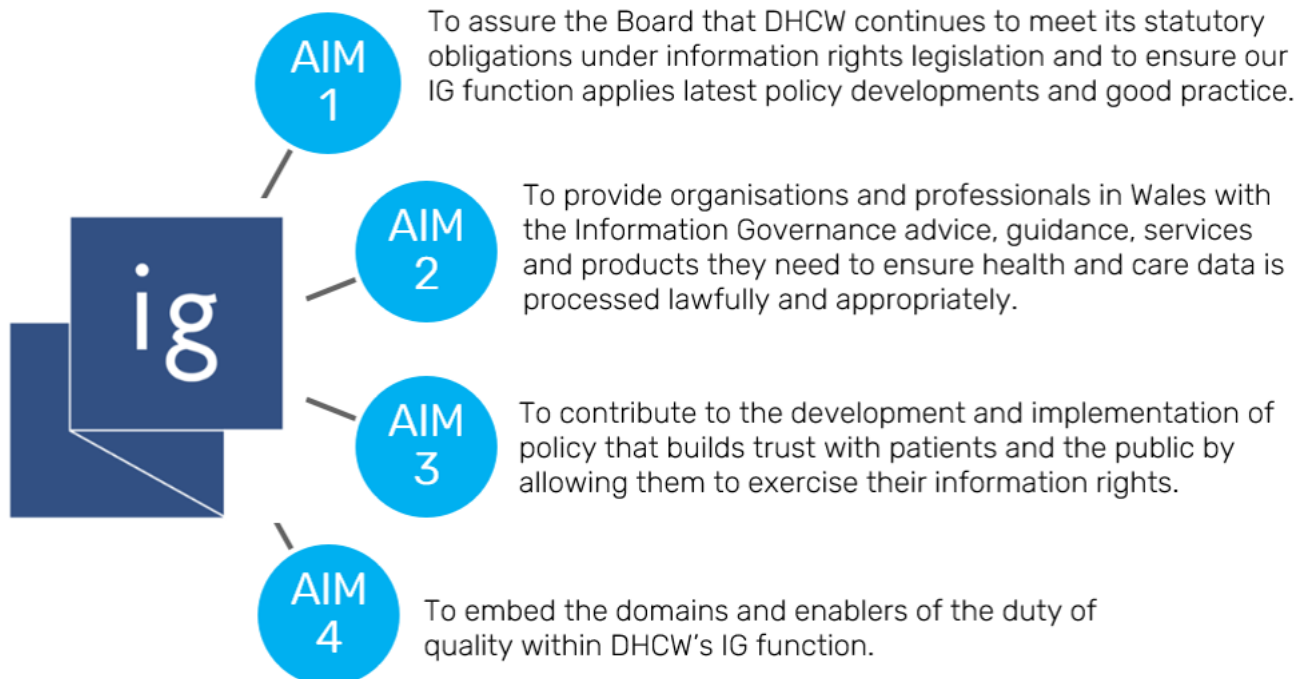 AIM
1
To assure the Board that DHCW continues to meet its statutory
obligations under information rights legislation and to ensure our
IG function applies latest policy developments and good practice.
AIM
2
To provide organisations and professionals in Wales with
the Information Governance advice, guidance, services
and products they need to ensure health and care data is
processed lawfully and appropriately.
ig
AIM
3
To contribute to the development and implementation of
policy that builds trust with patients and the public by
allowing them to exercise their information rights.
AIM
4
To embed the domains and enablers of the duty of
quality within DHCW’s IG function.